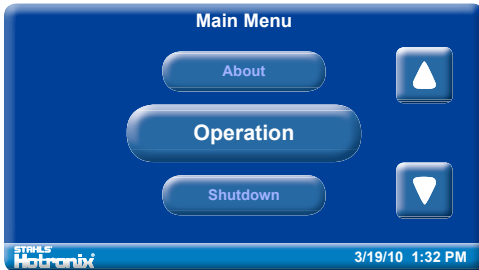 Main Menu
About
Operation
Shutdown
STAHLS'
Hotronix
3/19/10 1:32 PM